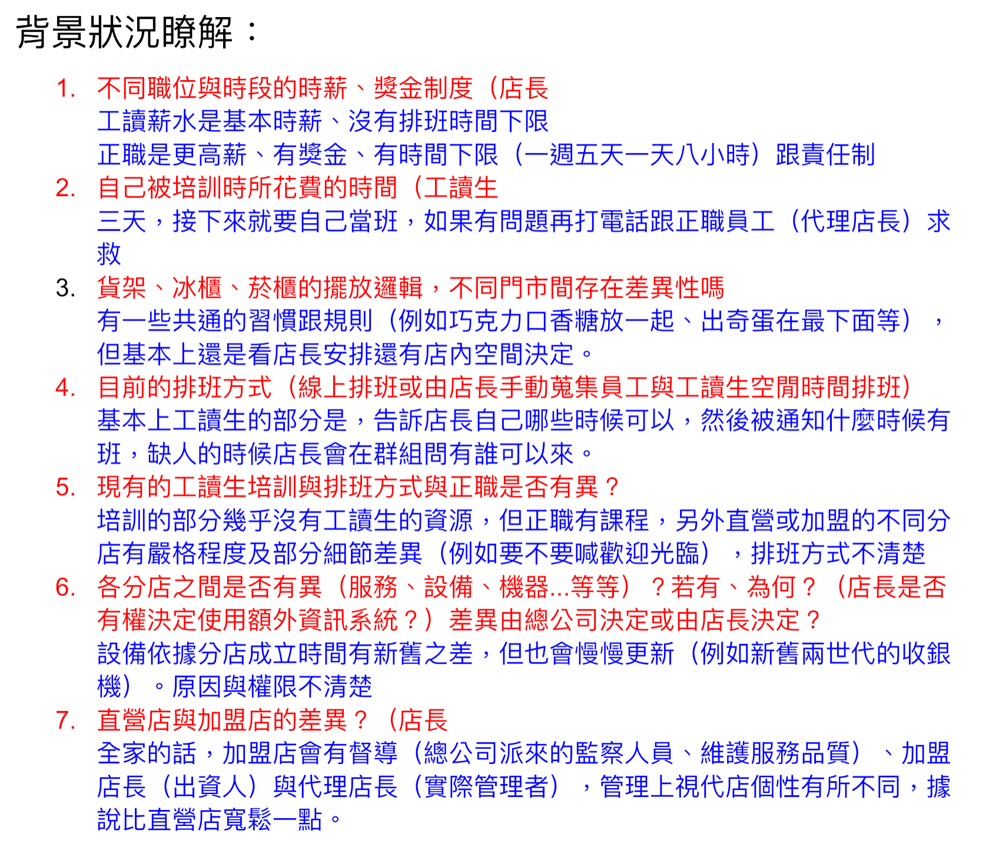 背景狀況瞭解：
1. 不同職位與時段的時薪、獎金制度（店長
工讀薪水是基本時薪、沒有排班時間下限
正職是更高薪、有獎金、有時間下限（一週五天一天八小時）跟責任制
2. 自己被培訓時所花費的時間（工讀生
三天，接下來就要自己當班，如果有問題再打電話跟正職員工（代理店長）求
救
3. 貨架、冰櫃、菸櫃的擺放邏輯，不同門市間存在差異性嗎
有一些共通的習慣跟規則（例如巧克力口香糖放一起、出奇蛋在最下面等），
但基本上還是看店長安排還有店內空間決定。
4. 目前的排班方式（線上排班或由店長手動蒐集員工與工讀生空閒時間排班）
基本上工讀生的部分是，告訴店長自己哪些時候可以，然後被通知什麼時候有
班，缺人的時候店長會在群組問有誰可以來。
5. 現有的工讀生培訓與排班方式與正職是否有異？
培訓的部分幾乎沒有工讀生的資源，但正職有課程，另外直營或加盟的不同分
店有嚴格程度及部分細節差異（例如要不要喊歡迎光臨），排班方式不清楚
6. 各分店之間是否有異（服務、設備、機器...等等）？若有、為何？（店長是否
有權決定使用額外資訊系統？）差異由總公司決定或由店長決定？
設備依據分店成立時間有新舊之差，但也會慢慢更新（例如新舊兩世代的收銀
機）。原因與權限不清楚
7. 直營店與加盟店的差異？（店長
全家的話，加盟店會有督導（總公司派來的監察人員、維護服務品質）、加盟
店長（出資人）與代理店長（實際管理者），管理上視代店個性有所不同，據
說比直營店寬鬆一點。